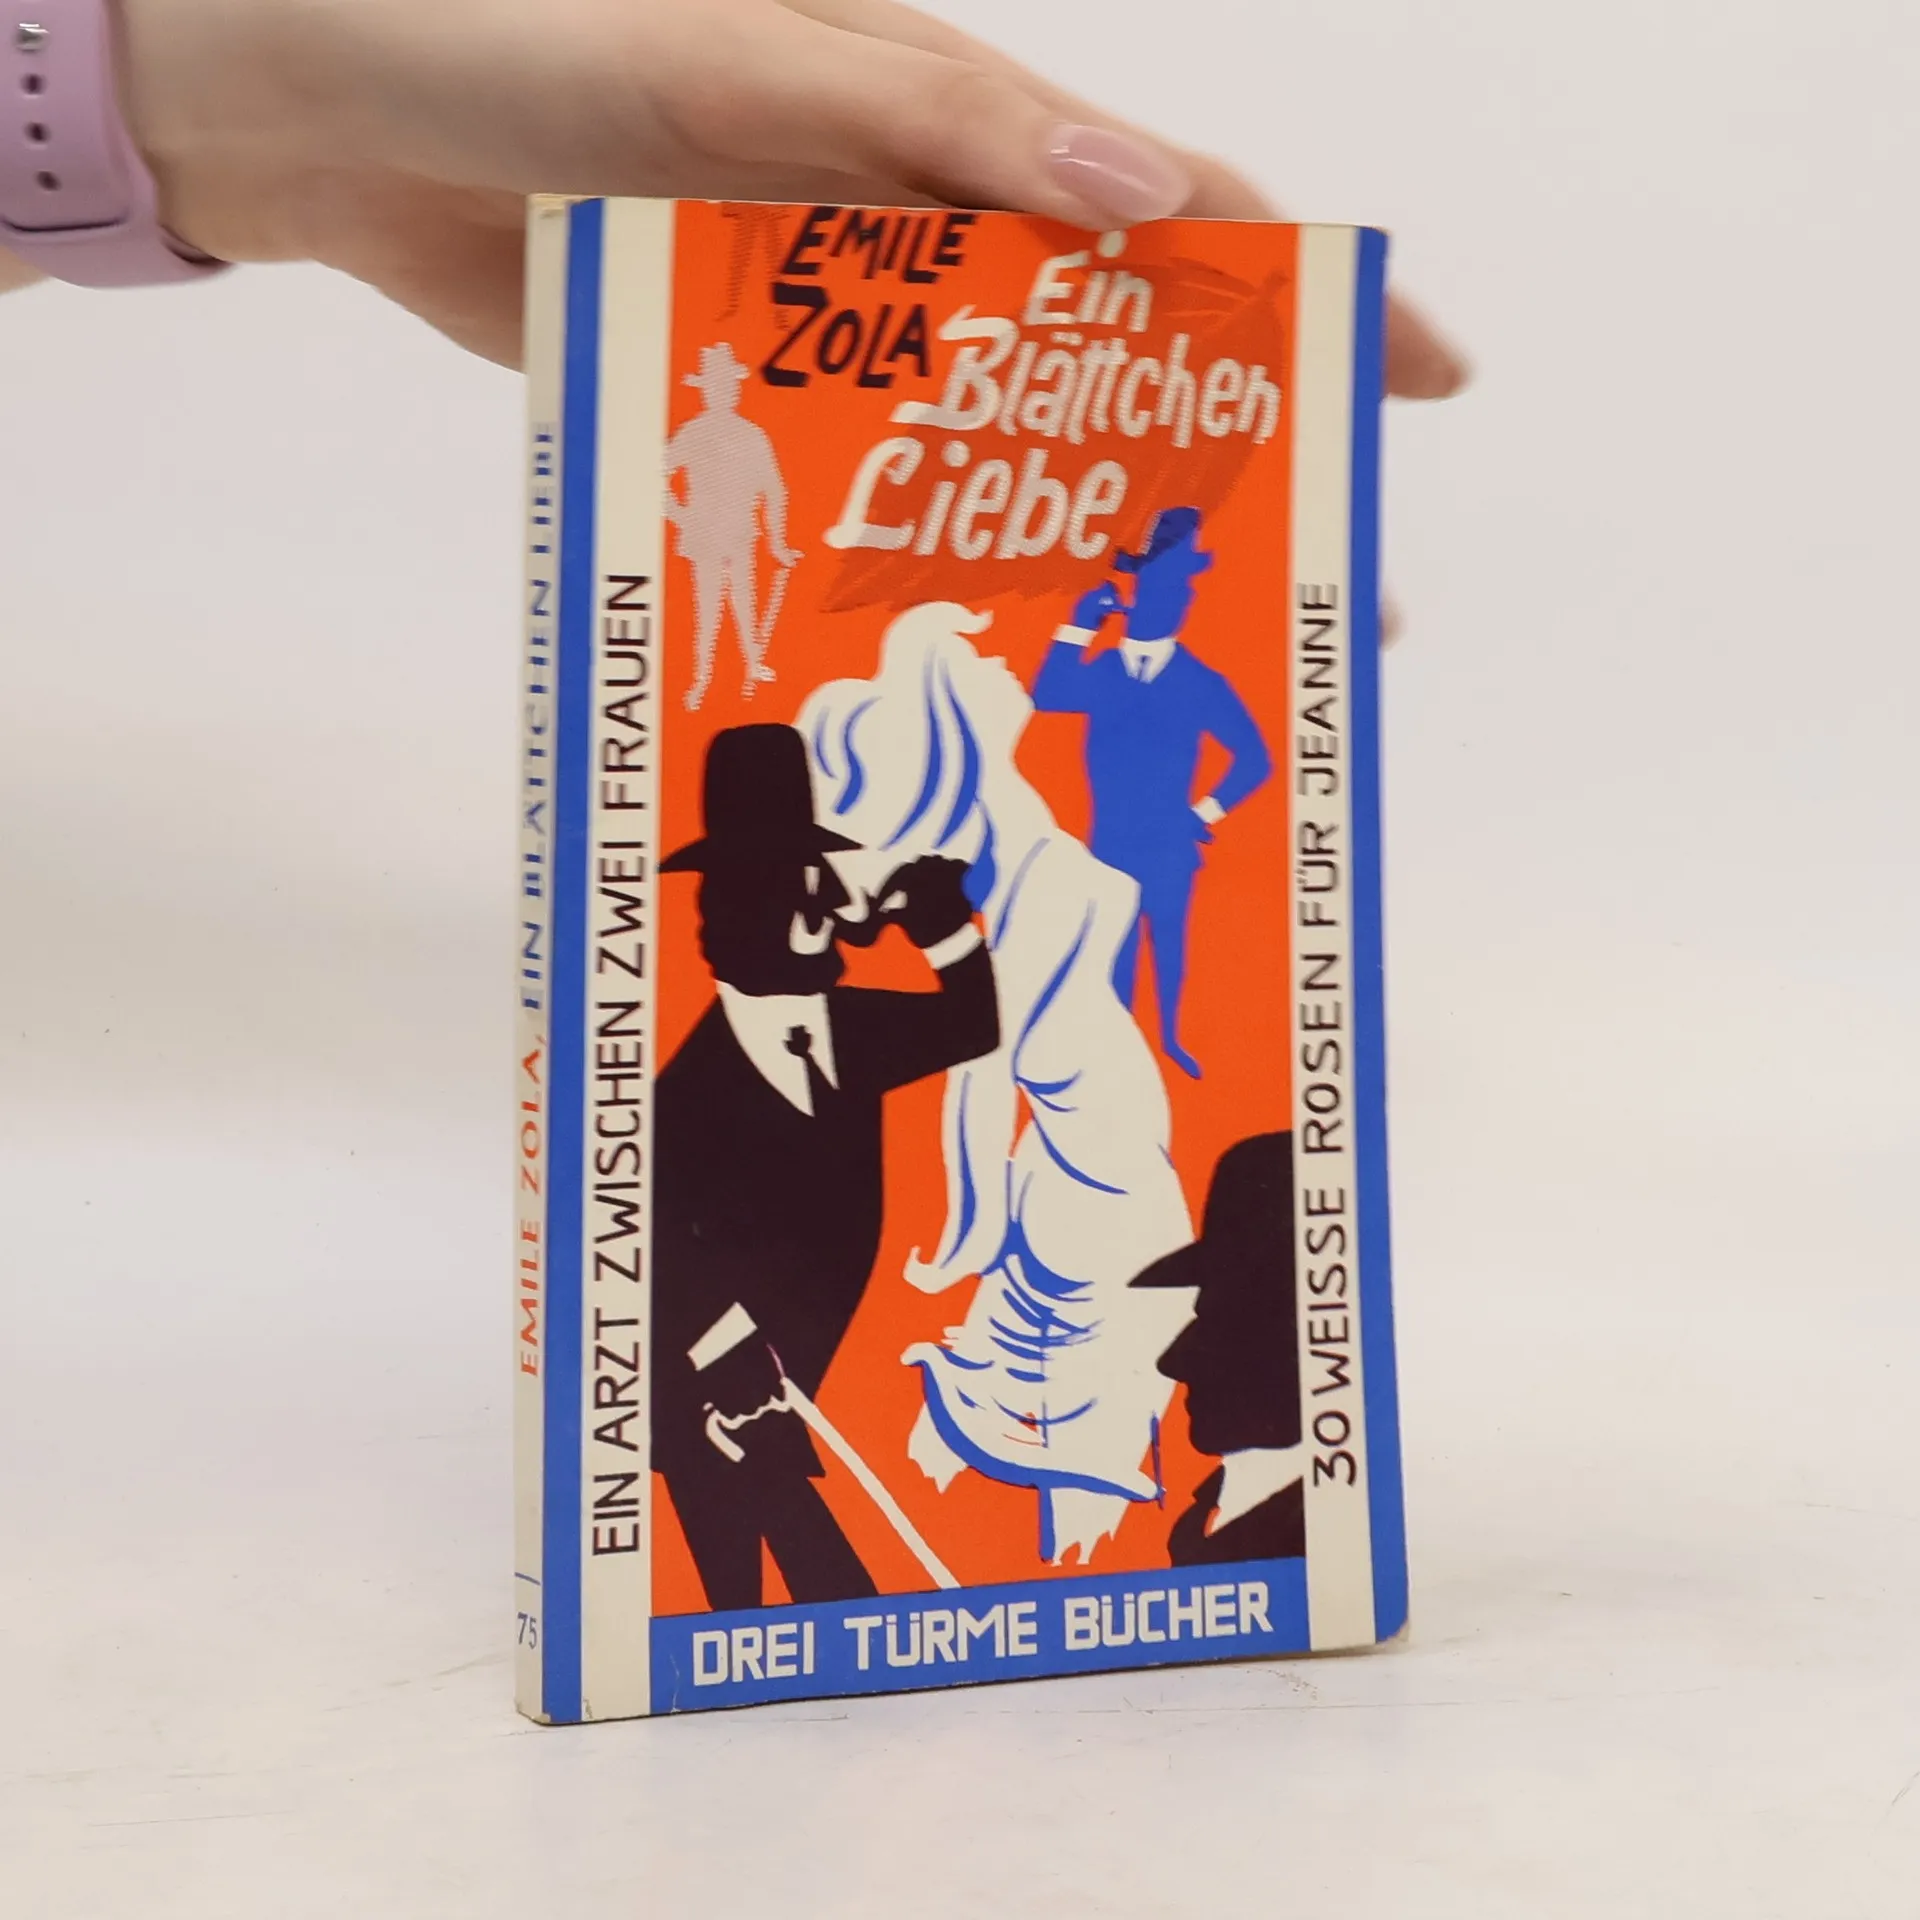 EMILE
ZOLA
Ein
Blättchen
Liebe
EIN ARZT ZWISCHEN ZWEI FRAUEN
30 WEISSE ROSEN FÜR JEANNE
DREI TÜRME BÜCHER
EMILE ZOLA, EIN BLÄTTCHEN LIEBE
75